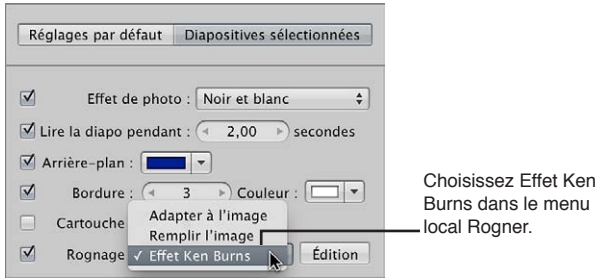 Réglages par défaut Diapositives sélectionnées
Effet de photo : Noir et blanc
Lire la diapo pendant : 2,00 secondes
Arrière-plan :
Bordure : 3 Couleur :
Cartouche
Adapter à l'image
Remplir l'image
Rognage ✓ Effet Ken Burns Édition
Choisissez Effet Ken
Burns dans le menu
local Rogner.